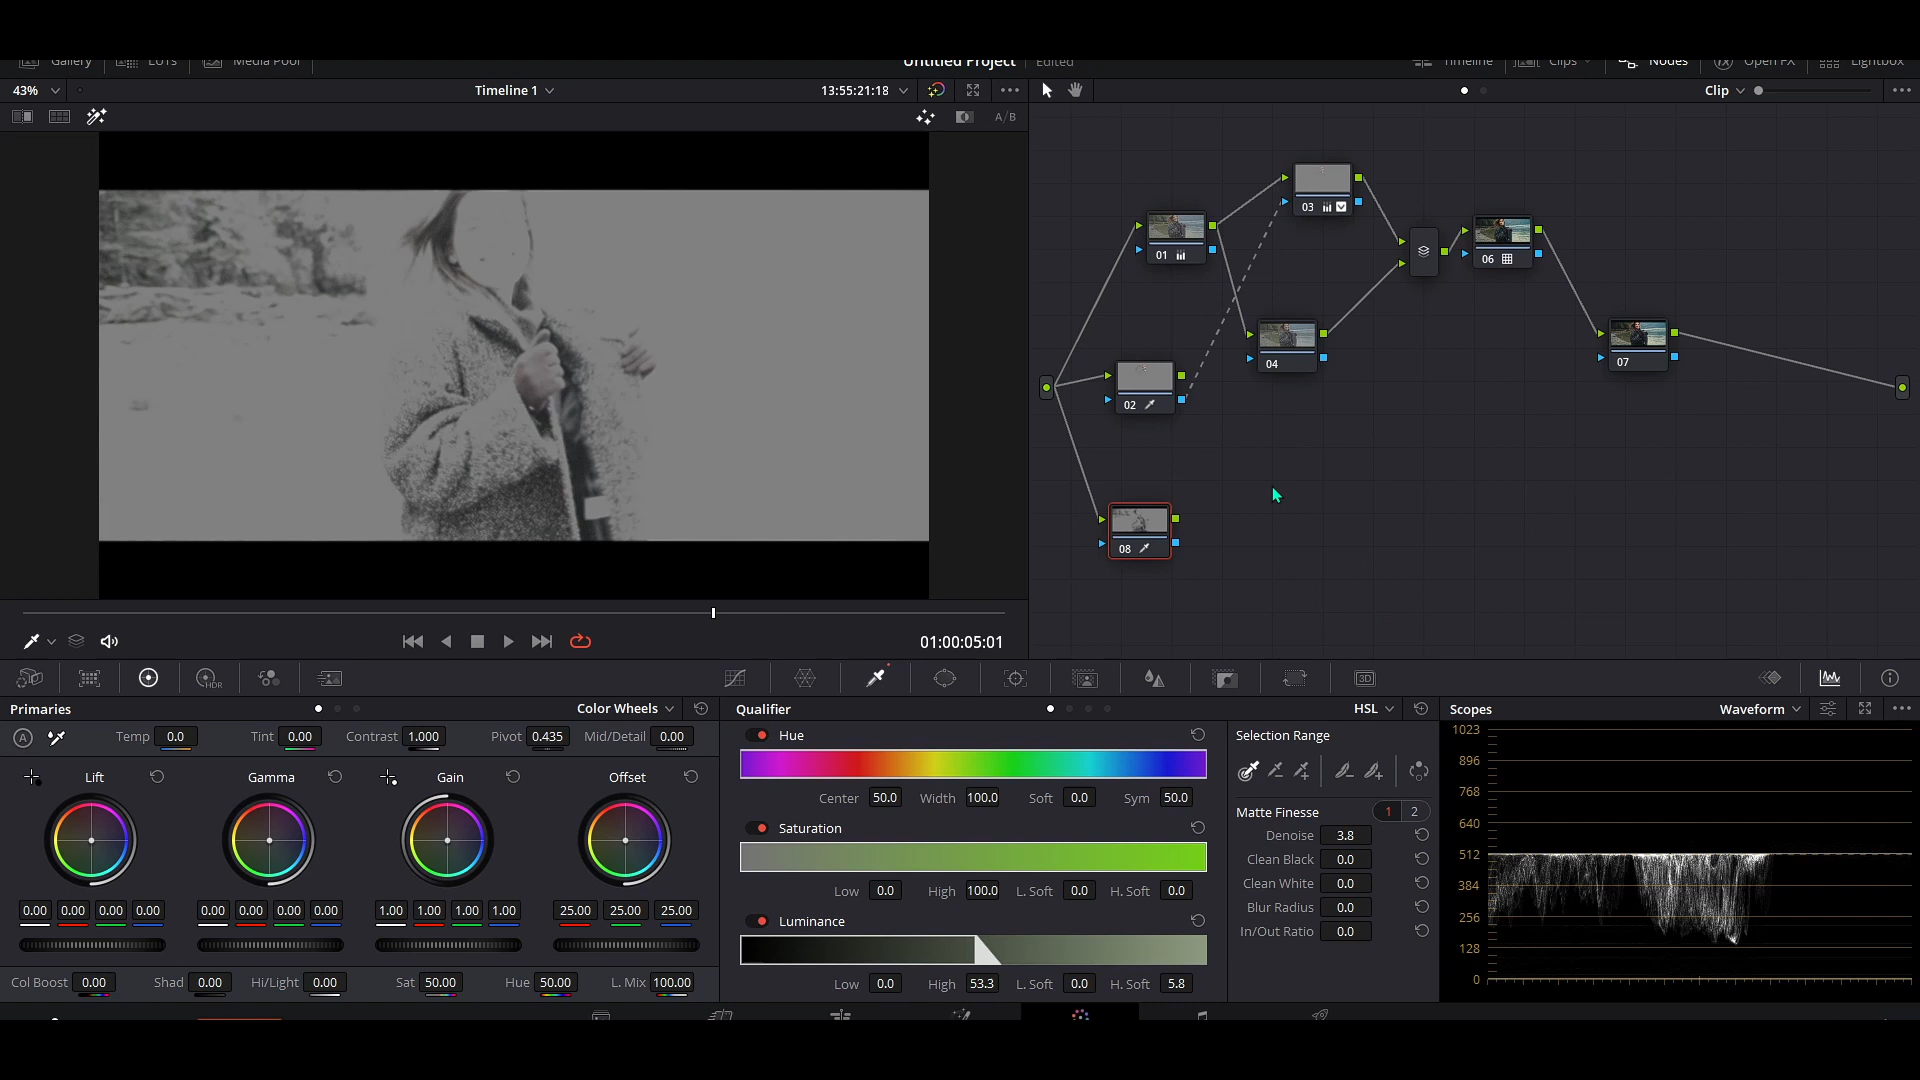 Gallery LUTs Media Pool Untitled Project Edited Timeline Clips Nodes Open FX Lightbox
43% Timeline 1 13:55:21:18 Clip
A/B
03
01
06
04 07
02
08
01:00:05:01
HDR 3D
Primaries Color Wheels Qualifier HSL Scopes Waveform
A Temp 0.0 Tint 0.00 Contrast 1.000 Pivot 0.435 Mid/Detail 0.00
Hue Selection Range 1023
Lift Gamma Gain Offset 896
768
Center 50.0 Width 100.0 Soft 0.0 Sym 50.0
Matte Finesse 1 2
Saturation Denoise 3.8 640
Clean Black 0.0 512
Low 0.0 High 100.0 L. Soft 0.0 H. Soft 0.0 Clean White 0.0 384
0.00 0.00 0.00 0.00 0.00 0.00 0.00 0.00 1.00 1.00 1.00 1.00 25.00 25.00 25.00 Blur Radius 0.0 256
Luminance In/Out Ratio 0.0
128
Col Boost 0.00 Shad 0.00 Hi/Light 0.00 Sat 50.00 Hue 50.00 L. Mix 100.00 Low 0.0 High 53.3 L. Soft 0.0 H. Soft 5.8 0